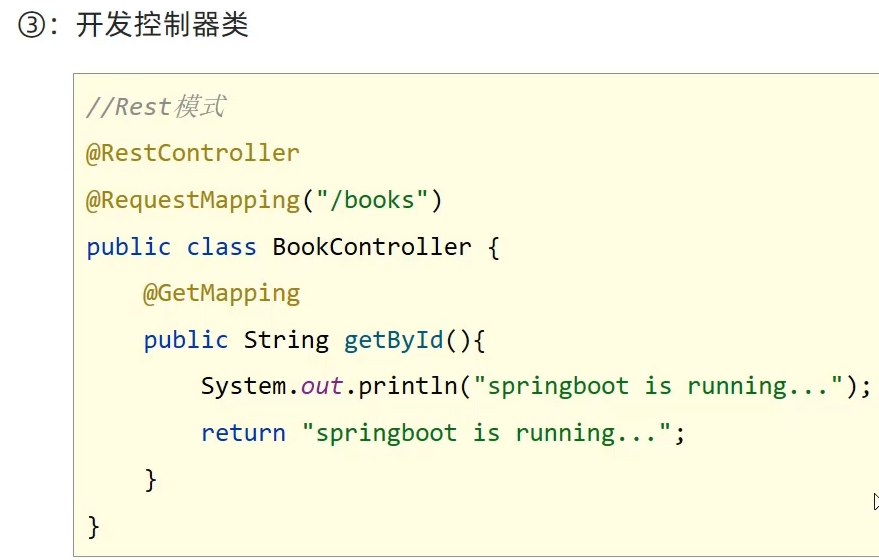 ③：开发控制器类
//Rest模式
@RestController
@RequestMapping("/books")
public class BookController {
    @GetMapping
    public String getById(){
        System.out.println("springboot is running...");
        return "springboot is running...";
    }
}